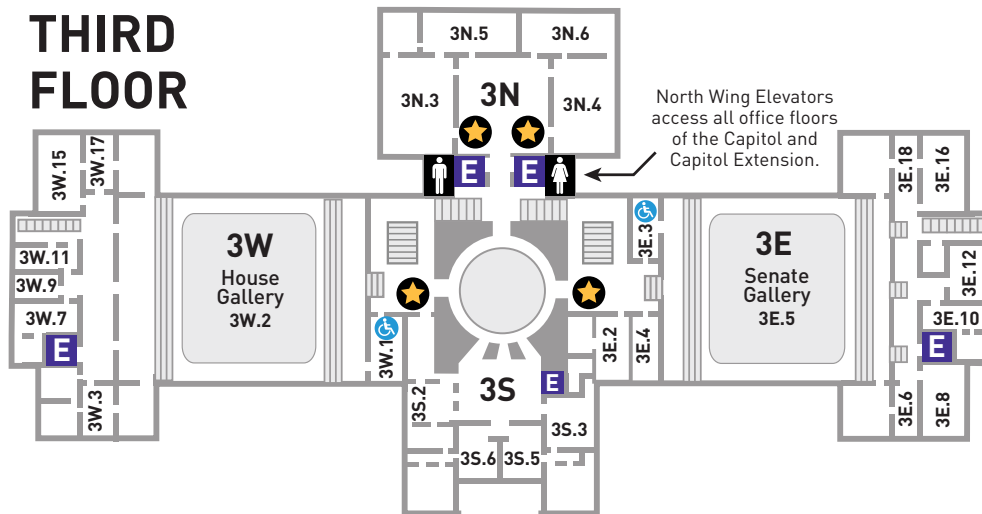 THIRD
FLOOR
3N.5
3N.6
3N.3
3N
3N.4
North Wing Elevators
access all office floors
of the Capitol and
Capitol Extension.
E
E
3W.15
3W.17
3W.11
3W.9
3W.7
E
3W.3
3W
House
Gallery
3W.2
3W.1
3E.3
3E
Senate
Gallery
3E.5
3E.18
3E.16
3E.12
3E.10
E
3E.6
3E.8
3E.2
3E.4
3S
E
3S.2
3S.3
3S.6
3S.5